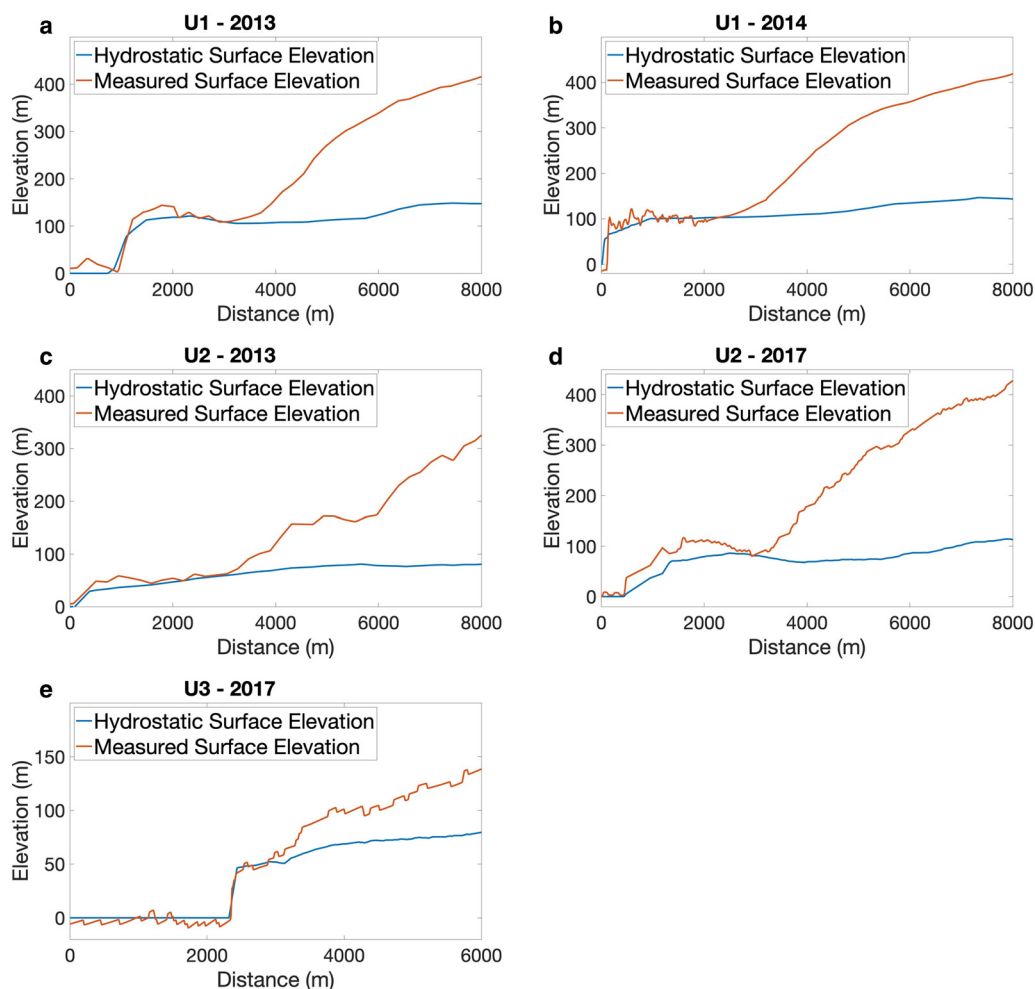 a
U1 - 2013
Hydrostatic Surface Elevation
Measured Surface Elevation
Elevation (m)
400
300
200
100
0
0 2000 4000 6000 8000
Distance (m)
b
U1 - 2014
Hydrostatic Surface Elevation
Measured Surface Elevation
Elevation (m)
400
300
200
100
0
0 2000 4000 6000 8000
Distance (m)
c
U2 - 2013
Hydrostatic Surface Elevation
Measured Surface Elevation
Elevation (m)
400
300
200
100
0
0 2000 4000 6000 8000
Distance (m)
d
U2 - 2017
Hydrostatic Surface Elevation
Measured Surface Elevation
Elevation (m)
400
300
200
100
0
0 2000 4000 6000 8000
Distance (m)
e
U3 - 2017
Hydrostatic Surface Elevation
Measured Surface Elevation
Elevation (m)
150
100
50
0
0 2000 4000 6000
Distance (m)